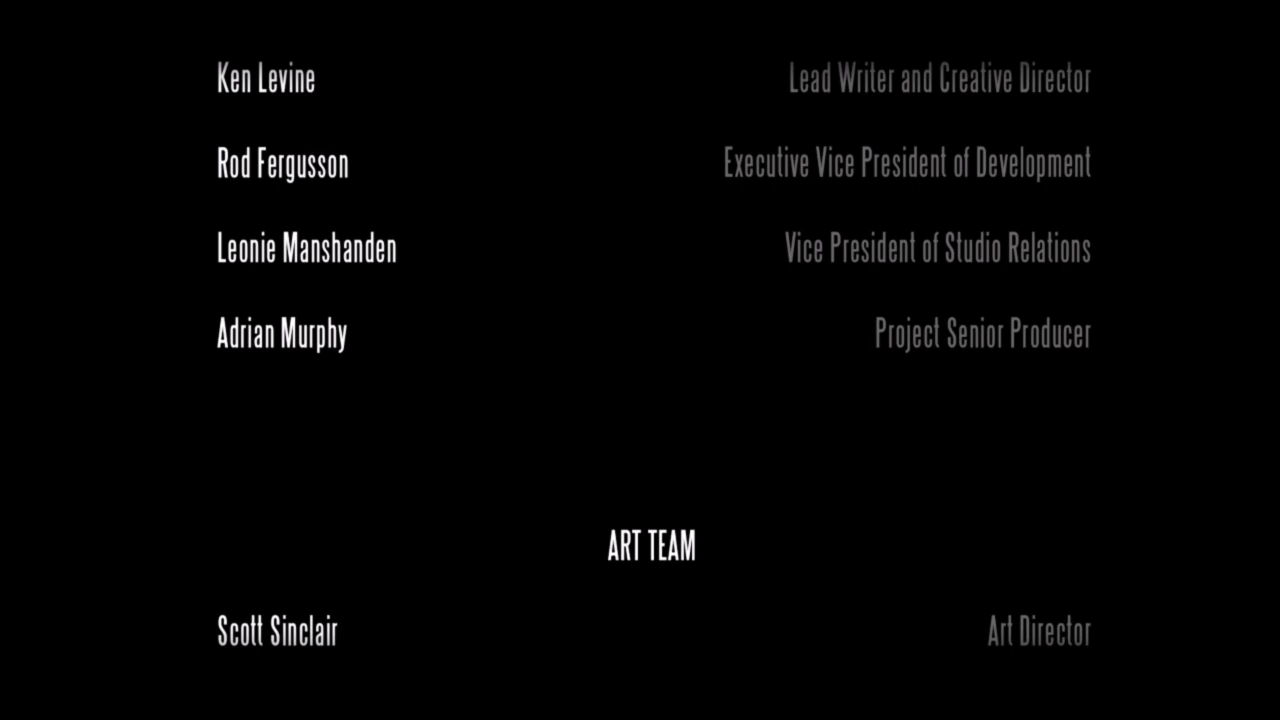 Ken Levine Lead Writer and Creative Director
Rod Fergusson Executive Vice President of Development
Leonie Manshanden Vice President of Studio Relations
Adrian Murphy Project Senior Producer
ART TEAM
Scott Sinclair Art Director